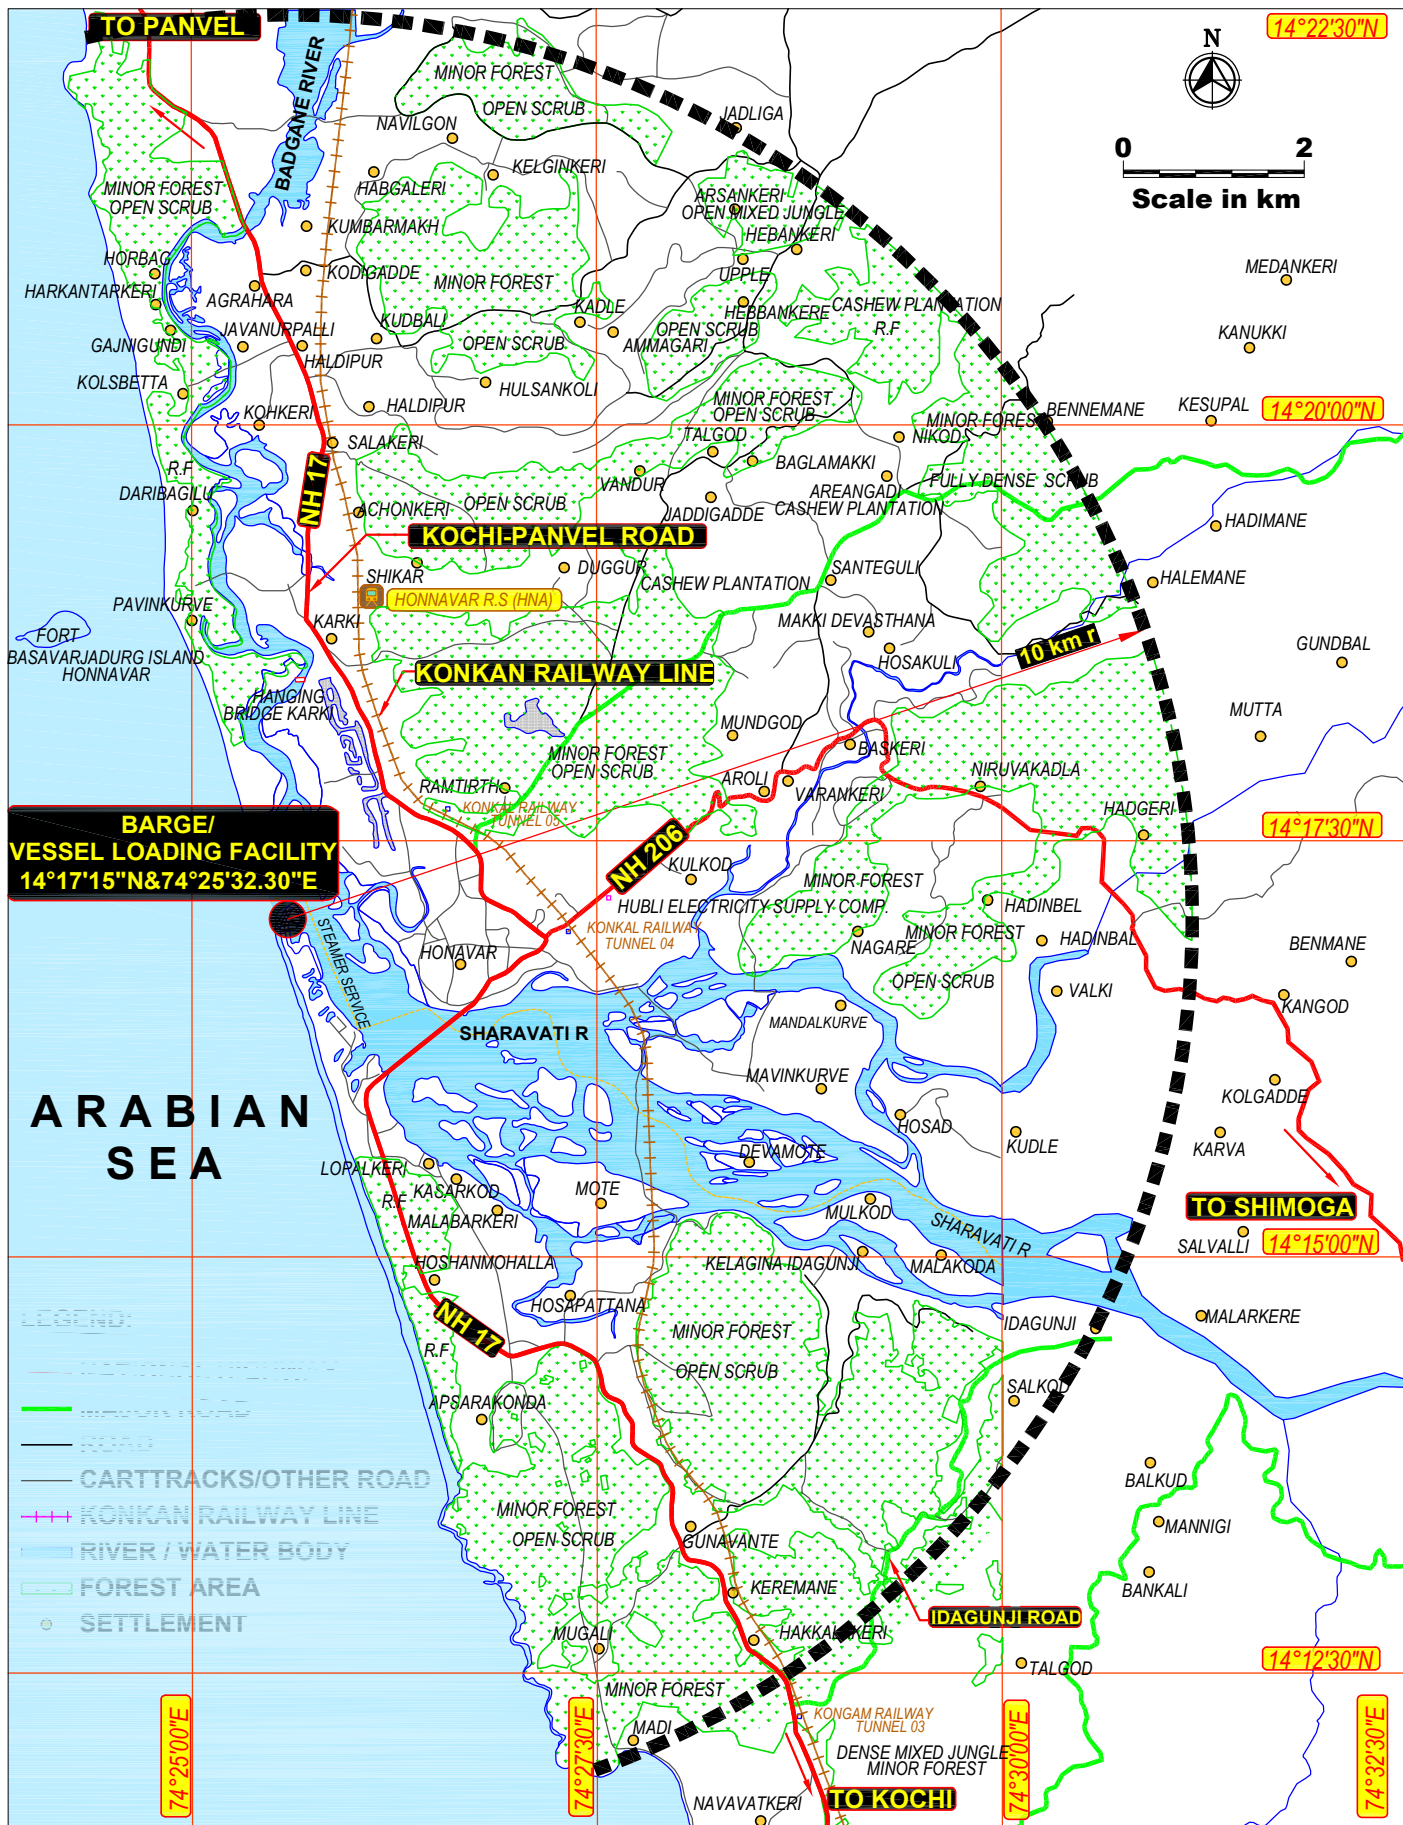 TO PANVEL
14°22'30"N
N
BADGANE RIVER
MINOR FOREST
OPEN SCRUB
JADLIGA
NAVILGON
0 2
Scale in km
KELGINKERI
HABGALERI
MINOR FOREST
OPEN SCRUB
ARSANKERI
OPEN MIXED JUNGLE
HEBANKERI
KUMBARMAKH
HORBAG
KODIGADDE
UPPLE
MEDANKERI
HARKANTARKERI
AGRAHARA
MINOR FOREST
KADLE
HEBBANKERE
CASHEW PLANTATION
R.F
JAVANURPALLI
KUDBALI
OPEN SCRUB
OPEN SCRUB
AMMAGARI
KANUKKI
GAJNIGUNDI
HALDIPUR
KOLSBETTA
HULSANKOLI
KOHKERI
HALDIPUR
MINOR FOREST
OPEN SCRUB
MINOR FOREST
BENNEMANE
KESUPAL
14°20'00"N
SALAKERI
TALGOD
NIKOD
R.F
BAGLAMAKKI
DARIBAGILU
NH 17
ACHONKERI
OPEN SCRUB
VANDUR
JADDIGADDE
AREANGADI
CASHEW PLANTATION
FULLY DENSE SCRUB
HADIMANE
KOCHI-PANVEL ROAD
SHIKAR
DUGGUR
CASHEW PLANTATION
SANTEGULI
HALEMANE
HONNAVAR R.S (HNA)
PAVINKURVE
KARKI
MAKKI DEVASTHANA
FORT
BASAVARJADURG ISLAND
HONNAVAR
HOSAKULI
10 km r
GUNDBAL
KONKAN RAILWAY LINE
HANGING
BRIDGE KARKI
MUNDGOD
MUTTA
MINOR FOREST
OPEN SCRUB
BASKERI
RAMTIRTH
AROLI
VARANKERI
NIRUVAKADLA
KONKAL RAILWAY
TUNNEL 05
HADGERI
BARGE/
VESSEL LOADING FACILITY
14°17'15"N&74°25'32.30"E
14°17'30"N
NH 206
KULKOD
MINOR FOREST
HUBLI ELECTRICITY SUPPLY COMP.
HADINBEL
KONKAL RAILWAY
TUNNEL 04
STEAMER SERVICE
HONAVAR
NAGARE
MINOR FOREST
HADINBAL
BENMANE
OPEN SCRUB
VALKI
KANGOD
SHARAVATI R
MANDALKURVE
MAVINKURVE
KOLGADDE
ARABIAN
SEA
HOSAD
KUDLE
KARVA
LOPALKERI
DEVAMOTE
R.F
KASARKOD
MOTE
MALABARKERI
MULKOD
SHARAVATI R
TO SHIMOGA
SALVALLI
14°15'00"N
HOSHANMOHALLA
KELAGINA IDAGUNJI
MALAKODA
HOSAPATTANA
LEGEND:
NH 17
R.F
MINOR FOREST
OPEN SCRUB
IDAGUNJI
MALARKERE
NATIONAL HIGHWAY
MAJOR ROAD
ROAD
CARTTRACKS/OTHER ROAD
KONKAN RAILWAY LINE
RIVER / WATER BODY
FOREST AREA
SETTLEMENT
APSARAKONDA
SALKOD
BALKUD
MINOR FOREST
OPEN SCRUB
GUNAVANTE
MANNIGI
KEREMANE
BANKALI
IDAGUNJI ROAD
MUGALI
HAKKALAKERI
TALGOD
14°12'30"N
MINOR FOREST
MADI
KONGAM RAILWAY
TUNNEL 03
DENSE MIXED JUNGLE
MINOR FOREST
NAVAVATKERI
TO KOCHI
74°25'00"E
74°27'30"E
74°30'00"E
74°32'30"E